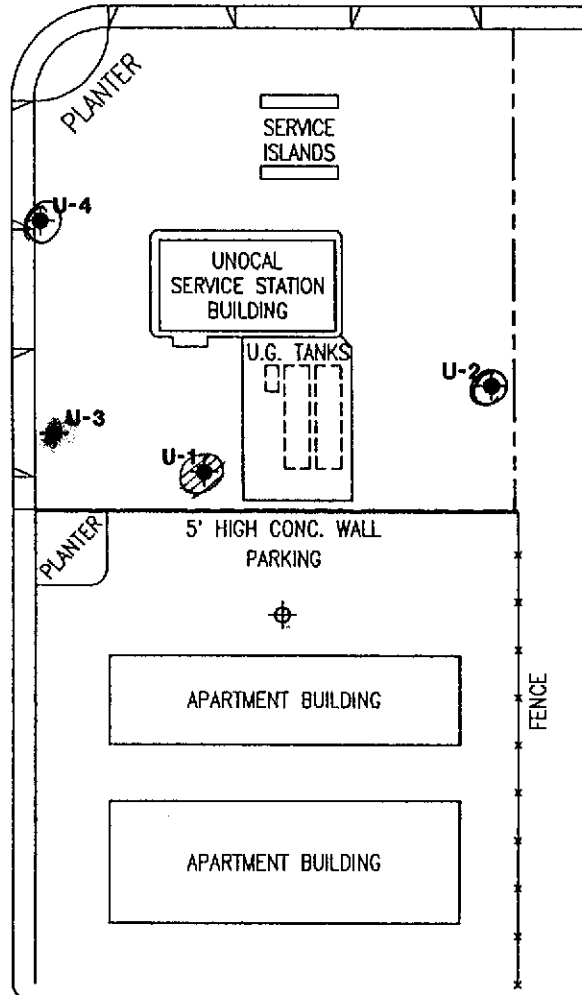 PLANTER
SERVICE
ISLANDS
U-4
UNOCAL
SERVICE STATION
BUILDING
U.G. TANKS
U-2
U-3
U-1
5' HIGH CONC. WALL
PARKING
PLANTER
APARTMENT BUILDING
FENCE
APARTMENT BUILDING